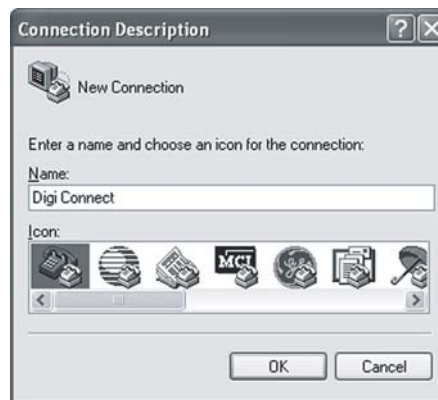 Connection Description
New Connection
Enter a name and choose an icon for the connection:
Name:
Digi Connect
Icon:
MCI
OK Cancel